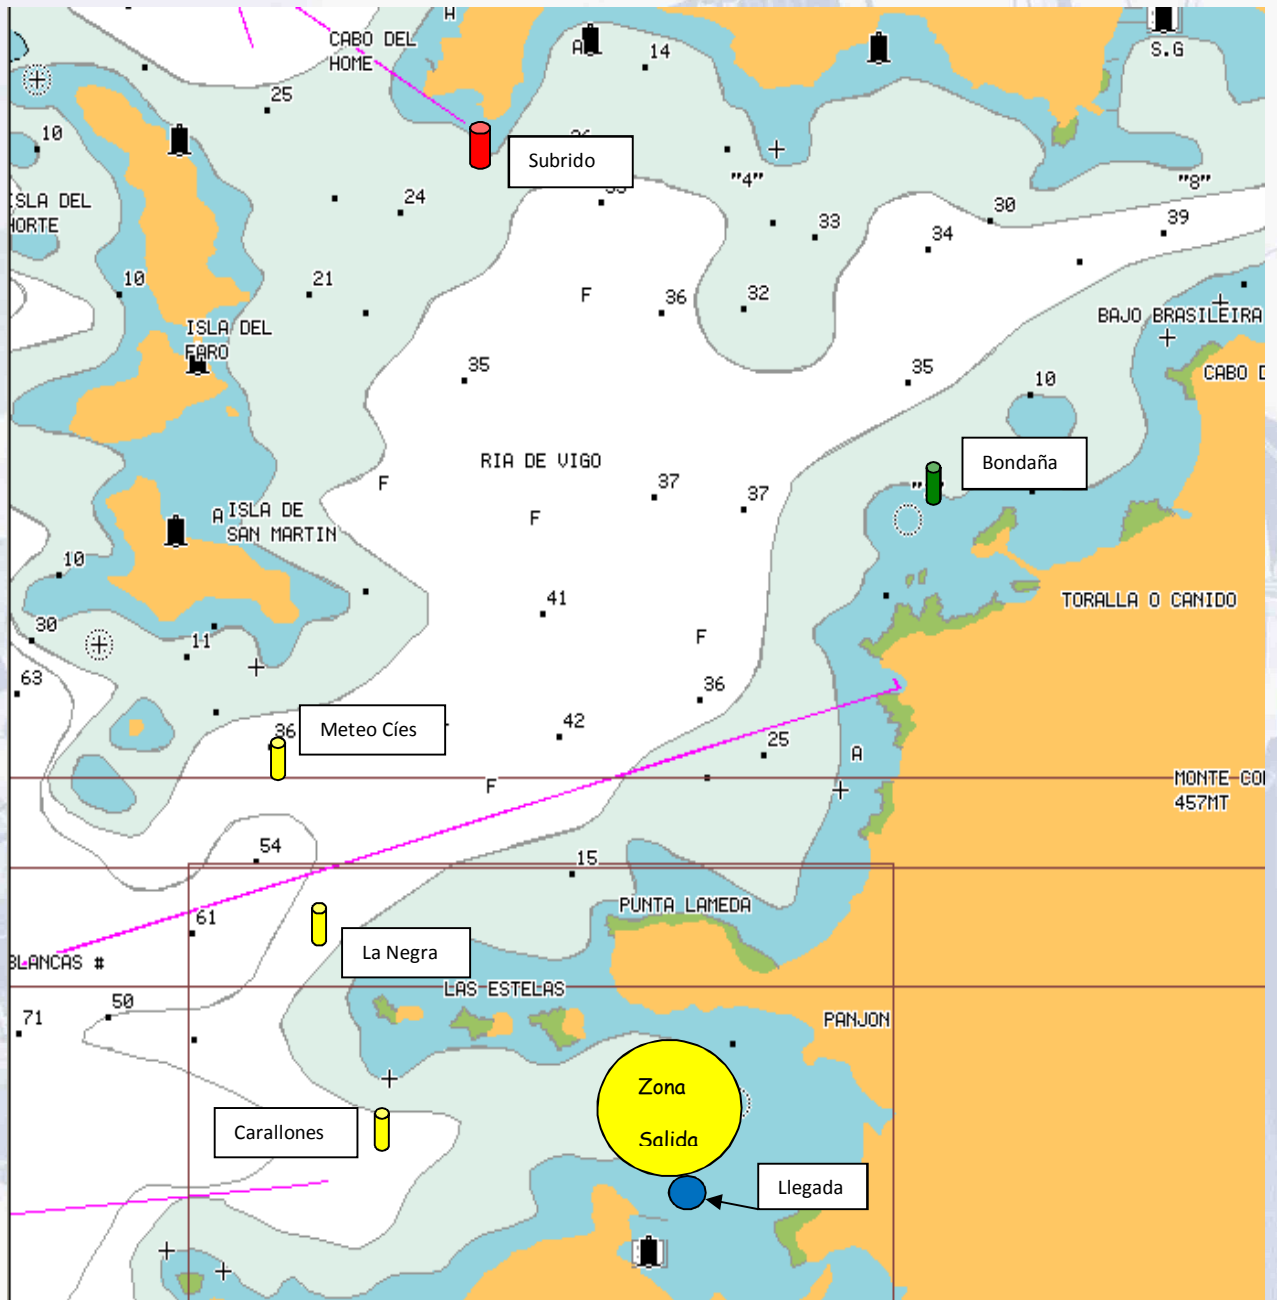 A
CABO DEL
HOME
14
S.G
25
10
Subrido
"4"
"8"
ISLA DEL
NORTE
24
33
30
39
34
10
21
F
36
32
BAJO BRASILEIRA
ISLA DEL
FARO
35
35
CABO D
10
RIA DE VIGO
Bondaña
F
37
37
A
ISLA DE
SAN MARTIN
F
10
41
TORALLA O CANIDO
30
11
F
63
36
Meteo Cíes
36
42
25
A
F
MONTE CO
457MT
54
15
61
PUNTA LAMEDA
La Negra
BLANCAS #
LAS ESTELAS
50
71
PANJON
Zona
Salida
Carallones
Llegada